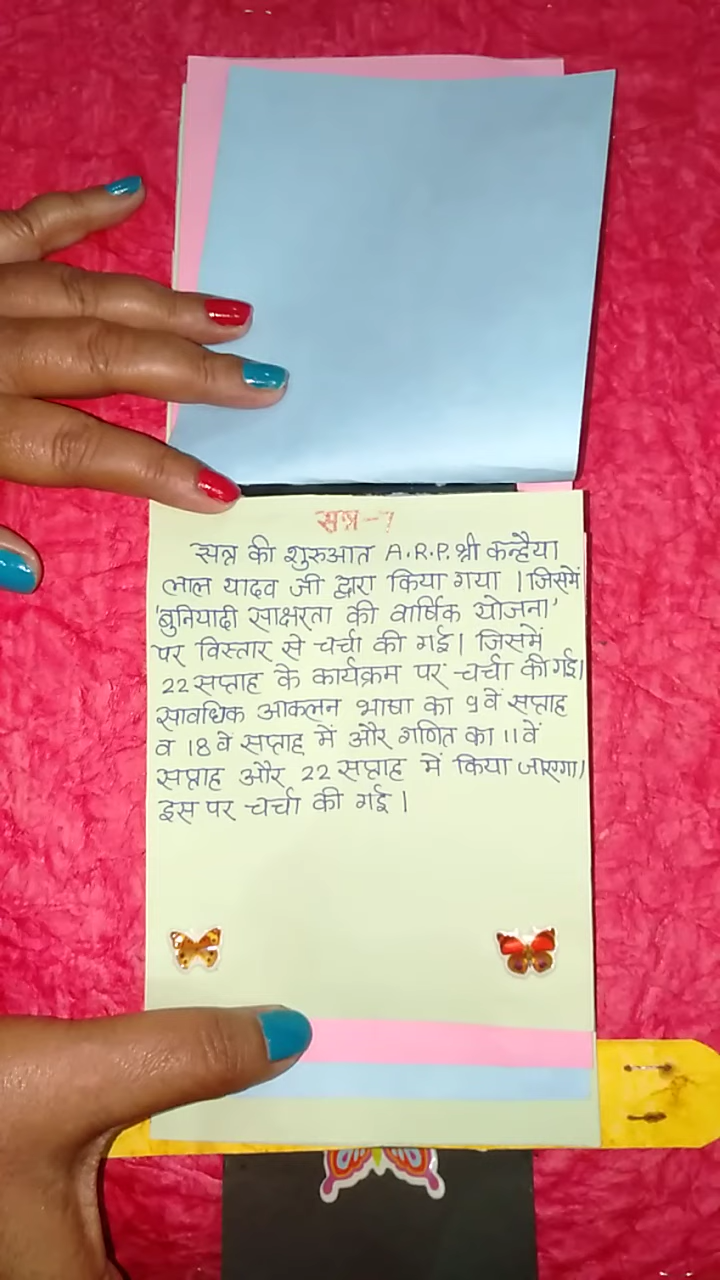 सत्र-7
सत्र की शुरुआत A.R.P. श्री कन्हैया
लाल यादव जी द्वारा किया गया । जिसमें
'बुनियादी साक्षरता की वार्षिक योजना'
पर विस्तार से चर्चा की गई। जिसमें
22 सप्ताह के कार्यक्रम पर चर्चा की गई।
सावधिक आकलन भाषा का 9 वें सप्ताह
व 18 वें सप्ताह में और गणित का 11 वें
सप्ताह और 22 सप्ताह में किया जाएगा।
इस पर चर्चा की गई ।